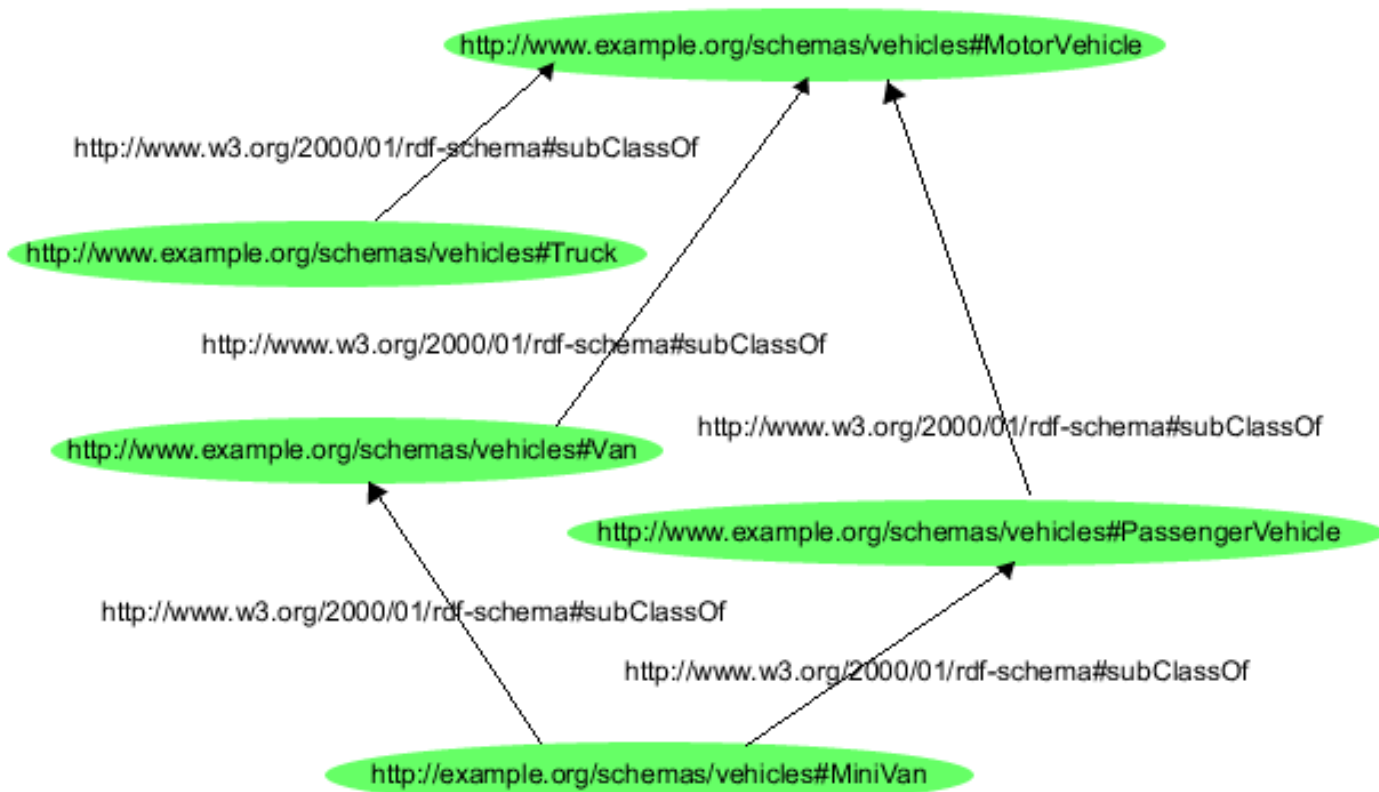 http://www.example.org/schemas/vehicles#MotorVehicle
http://www.w3.org/2000/01/rdf-schema#subClassOf
http://www.example.org/schemas/vehicles#Truck
http://www.w3.org/2000/01/rdf-schema#subClassOf
http://www.w3.org/2000/01/rdf-schema#subClassOf
http://www.example.org/schemas/vehicles#Van
http://www.example.org/schemas/vehicles#PassengerVehicle
http://www.w3.org/2000/01/rdf-schema#subClassOf
http://www.w3.org/2000/01/rdf-schema#subClassOf
http://example.org/schemas/vehicles#MiniVan